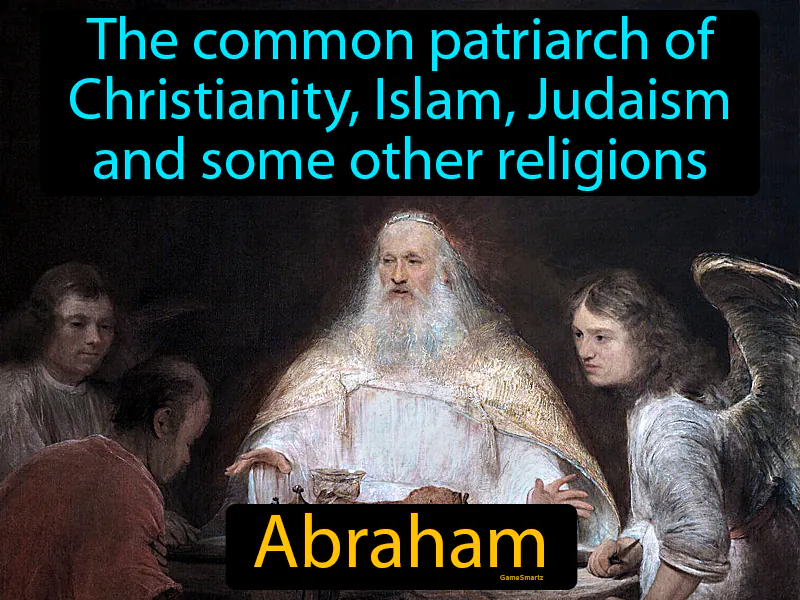 The common patriarch of
Christianity, Islam, Judaism
and some other religions
Abraham
GameSmartz